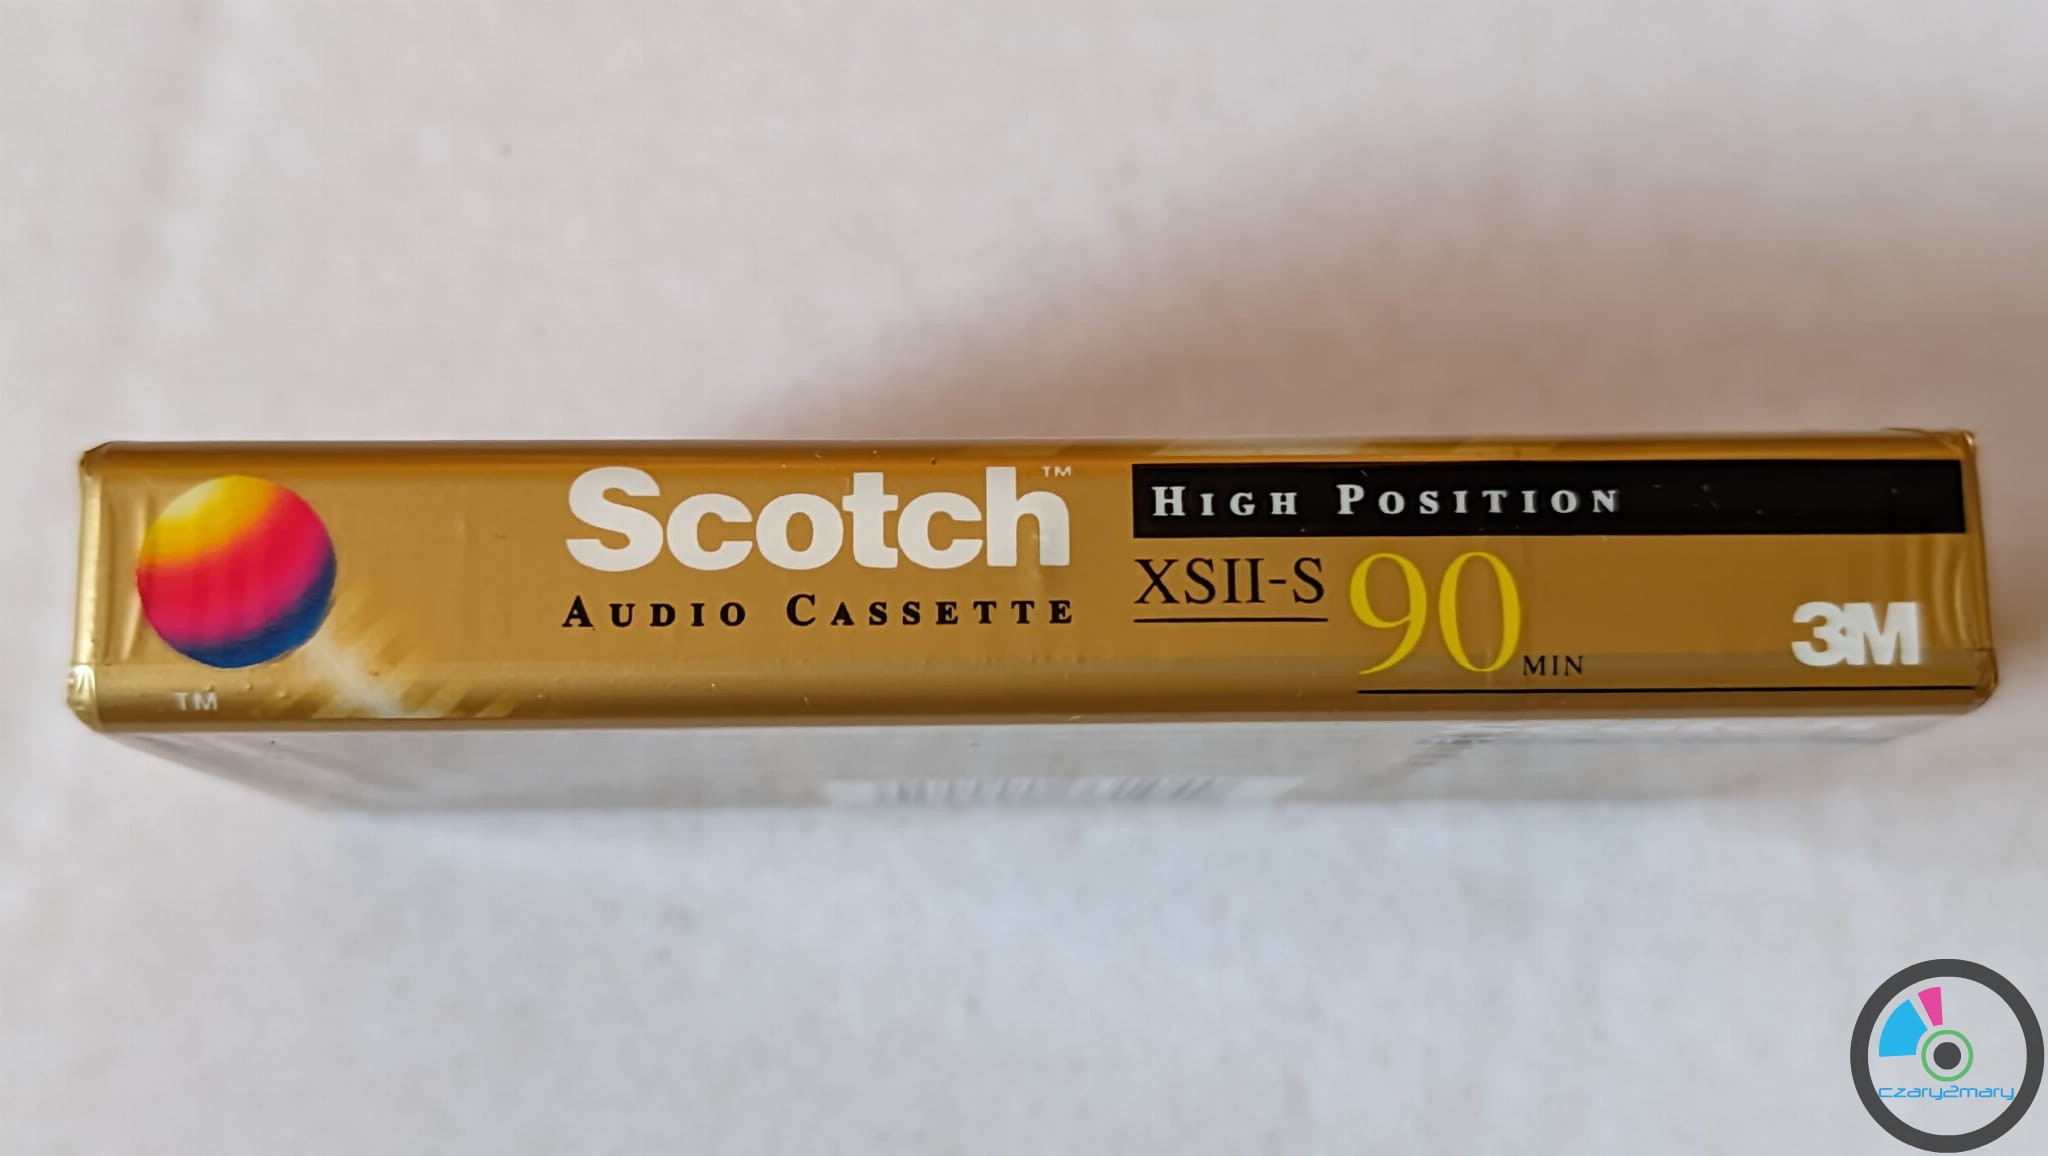 Scotch™
AUDIO CASSETTE
HIGH POSITION
XSII-S 90 MIN
3M
TM
czary2mary